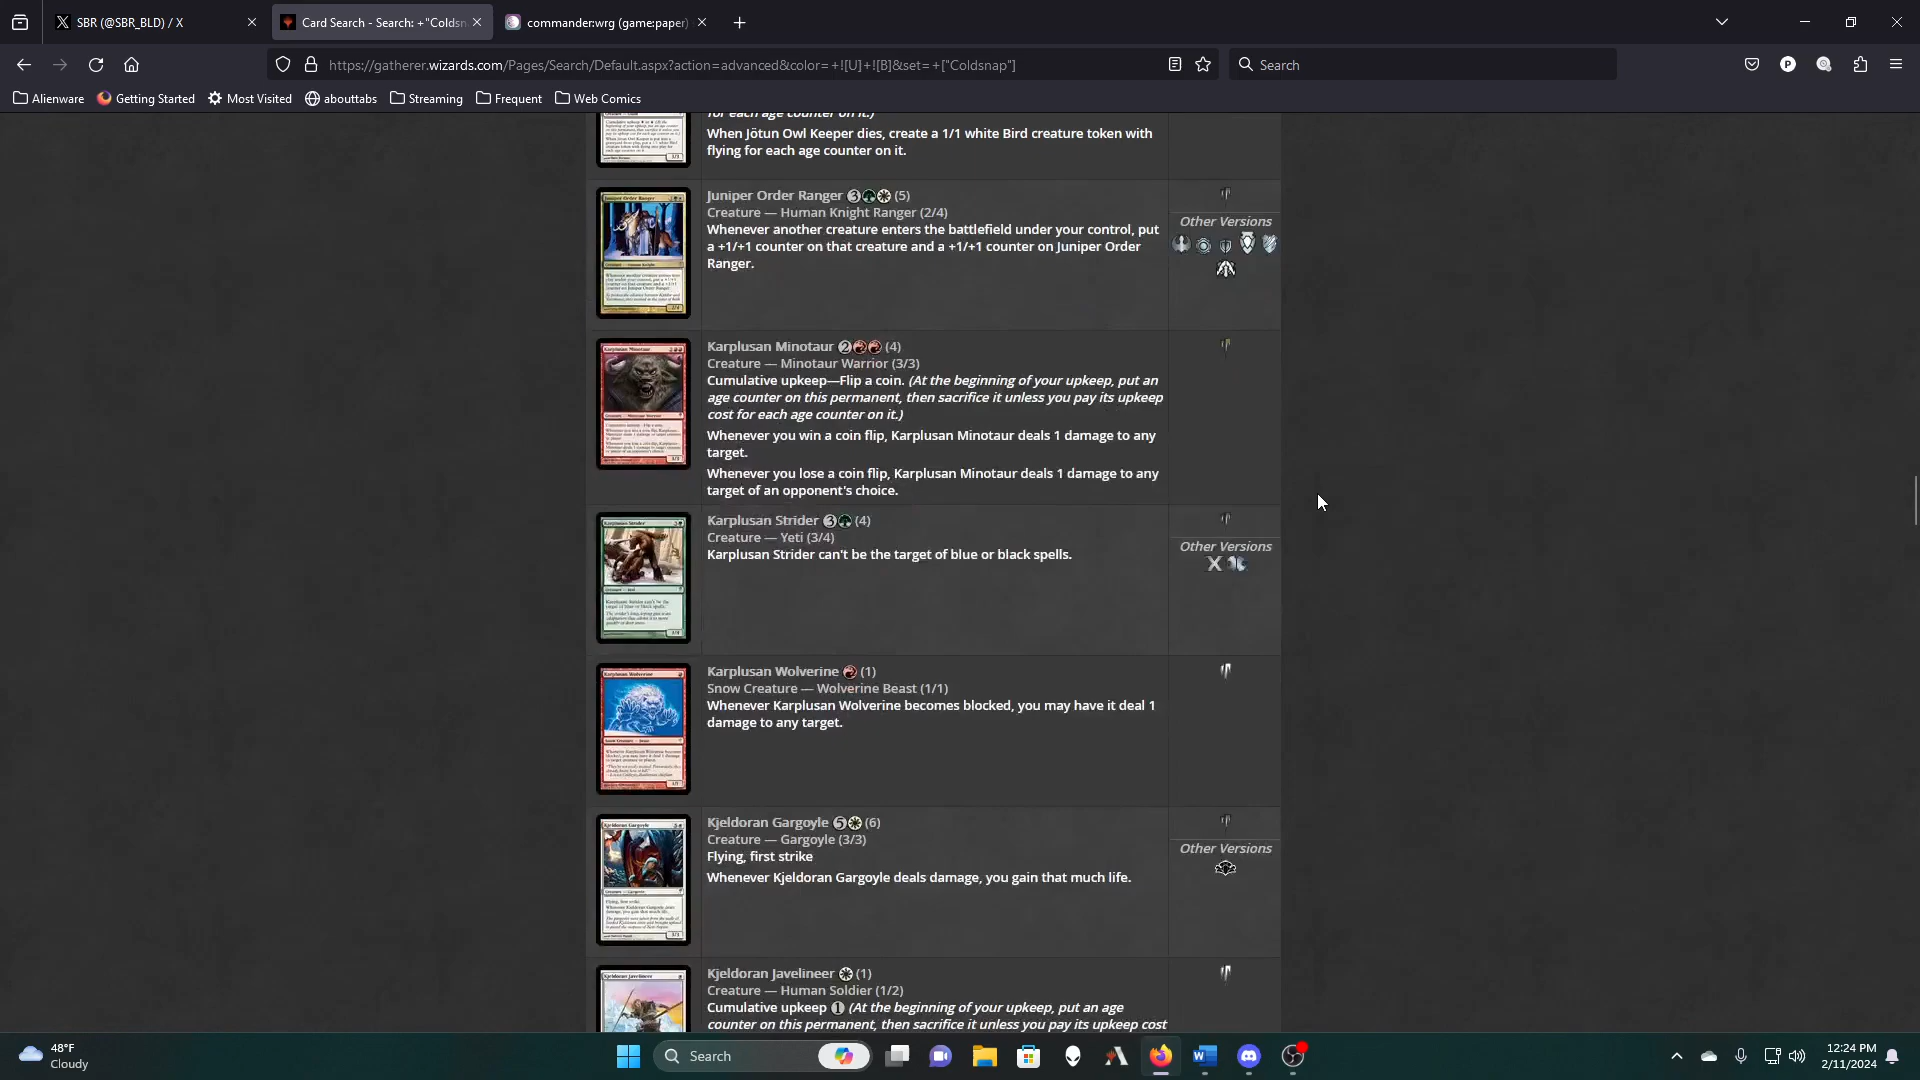 SBR (@SBR_BLD) / X
Card Search - Search: +"Coldsn
commander:wrg (game:paper)
https://gatherer.wizards.com/Pages/Search/Default.aspx?action=advanced&color=+![U]+![B]&set=+["Coldsnap"]
Search
Alienware
Getting Started
Most Visited
abouttabs
Streaming
Frequent
Web Comics
for each age counter on it.)
When Jötun Owl Keeper dies, create a 1/1 white Bird creature token with
flying for each age counter on it.
Juniper Order Ranger 3 (5)
Creature — Human Knight Ranger (2/4)
Whenever another creature enters the battlefield under your control, put
a +1/+1 counter on that creature and a +1/+1 counter on Juniper Order
Ranger.
Other Versions
Karplusan Minotaur 2 (4)
Creature — Minotaur Warrior (3/3)
Cumulative upkeep—Flip a coin. (At the beginning of your upkeep, put an
age counter on this permanent, then sacrifice it unless you pay its upkeep
cost for each age counter on it.)
Whenever you win a coin flip, Karplusan Minotaur deals 1 damage to any
target.
Whenever you lose a coin flip, Karplusan Minotaur deals 1 damage to any
target of an opponent's choice.
Karplusan Strider 3 (4)
Creature — Yeti (3/4)
Karplusan Strider can't be the target of blue or black spells.
Other Versions
X
Karplusan Wolverine (1)
Snow Creature — Wolverine Beast (1/1)
Whenever Karplusan Wolverine becomes blocked, you may have it deal 1
damage to any target.
Kjeldoran Gargoyle 5 (6)
Creature — Gargoyle (3/3)
Flying, first strike
Whenever Kjeldoran Gargoyle deals damage, you gain that much life.
Other Versions
Kjeldoran Javelineer (1)
Creature — Human Soldier (1/2)
Cumulative upkeep 1 (At the beginning of your upkeep, put an age
counter on this permanent, then sacrifice it unless you pay its upkeep cost
48°F
Cloudy
Search
12:24 PM
2/11/2024